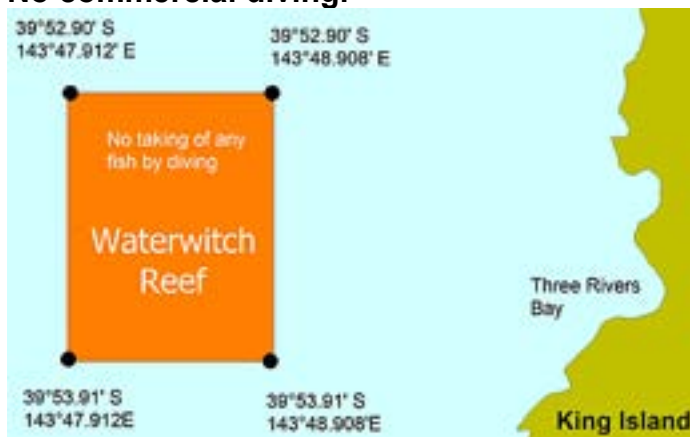 No commercial diving.
39°52.90' S
143°47.912' E
39°52.90' S
143°48.908' E
No taking of any
fish by diving
Waterwitch
Reef
Three Rivers
Bay
39°53.91' S
143°47.912E
39°53.91' S
143°48.908'E
King Island